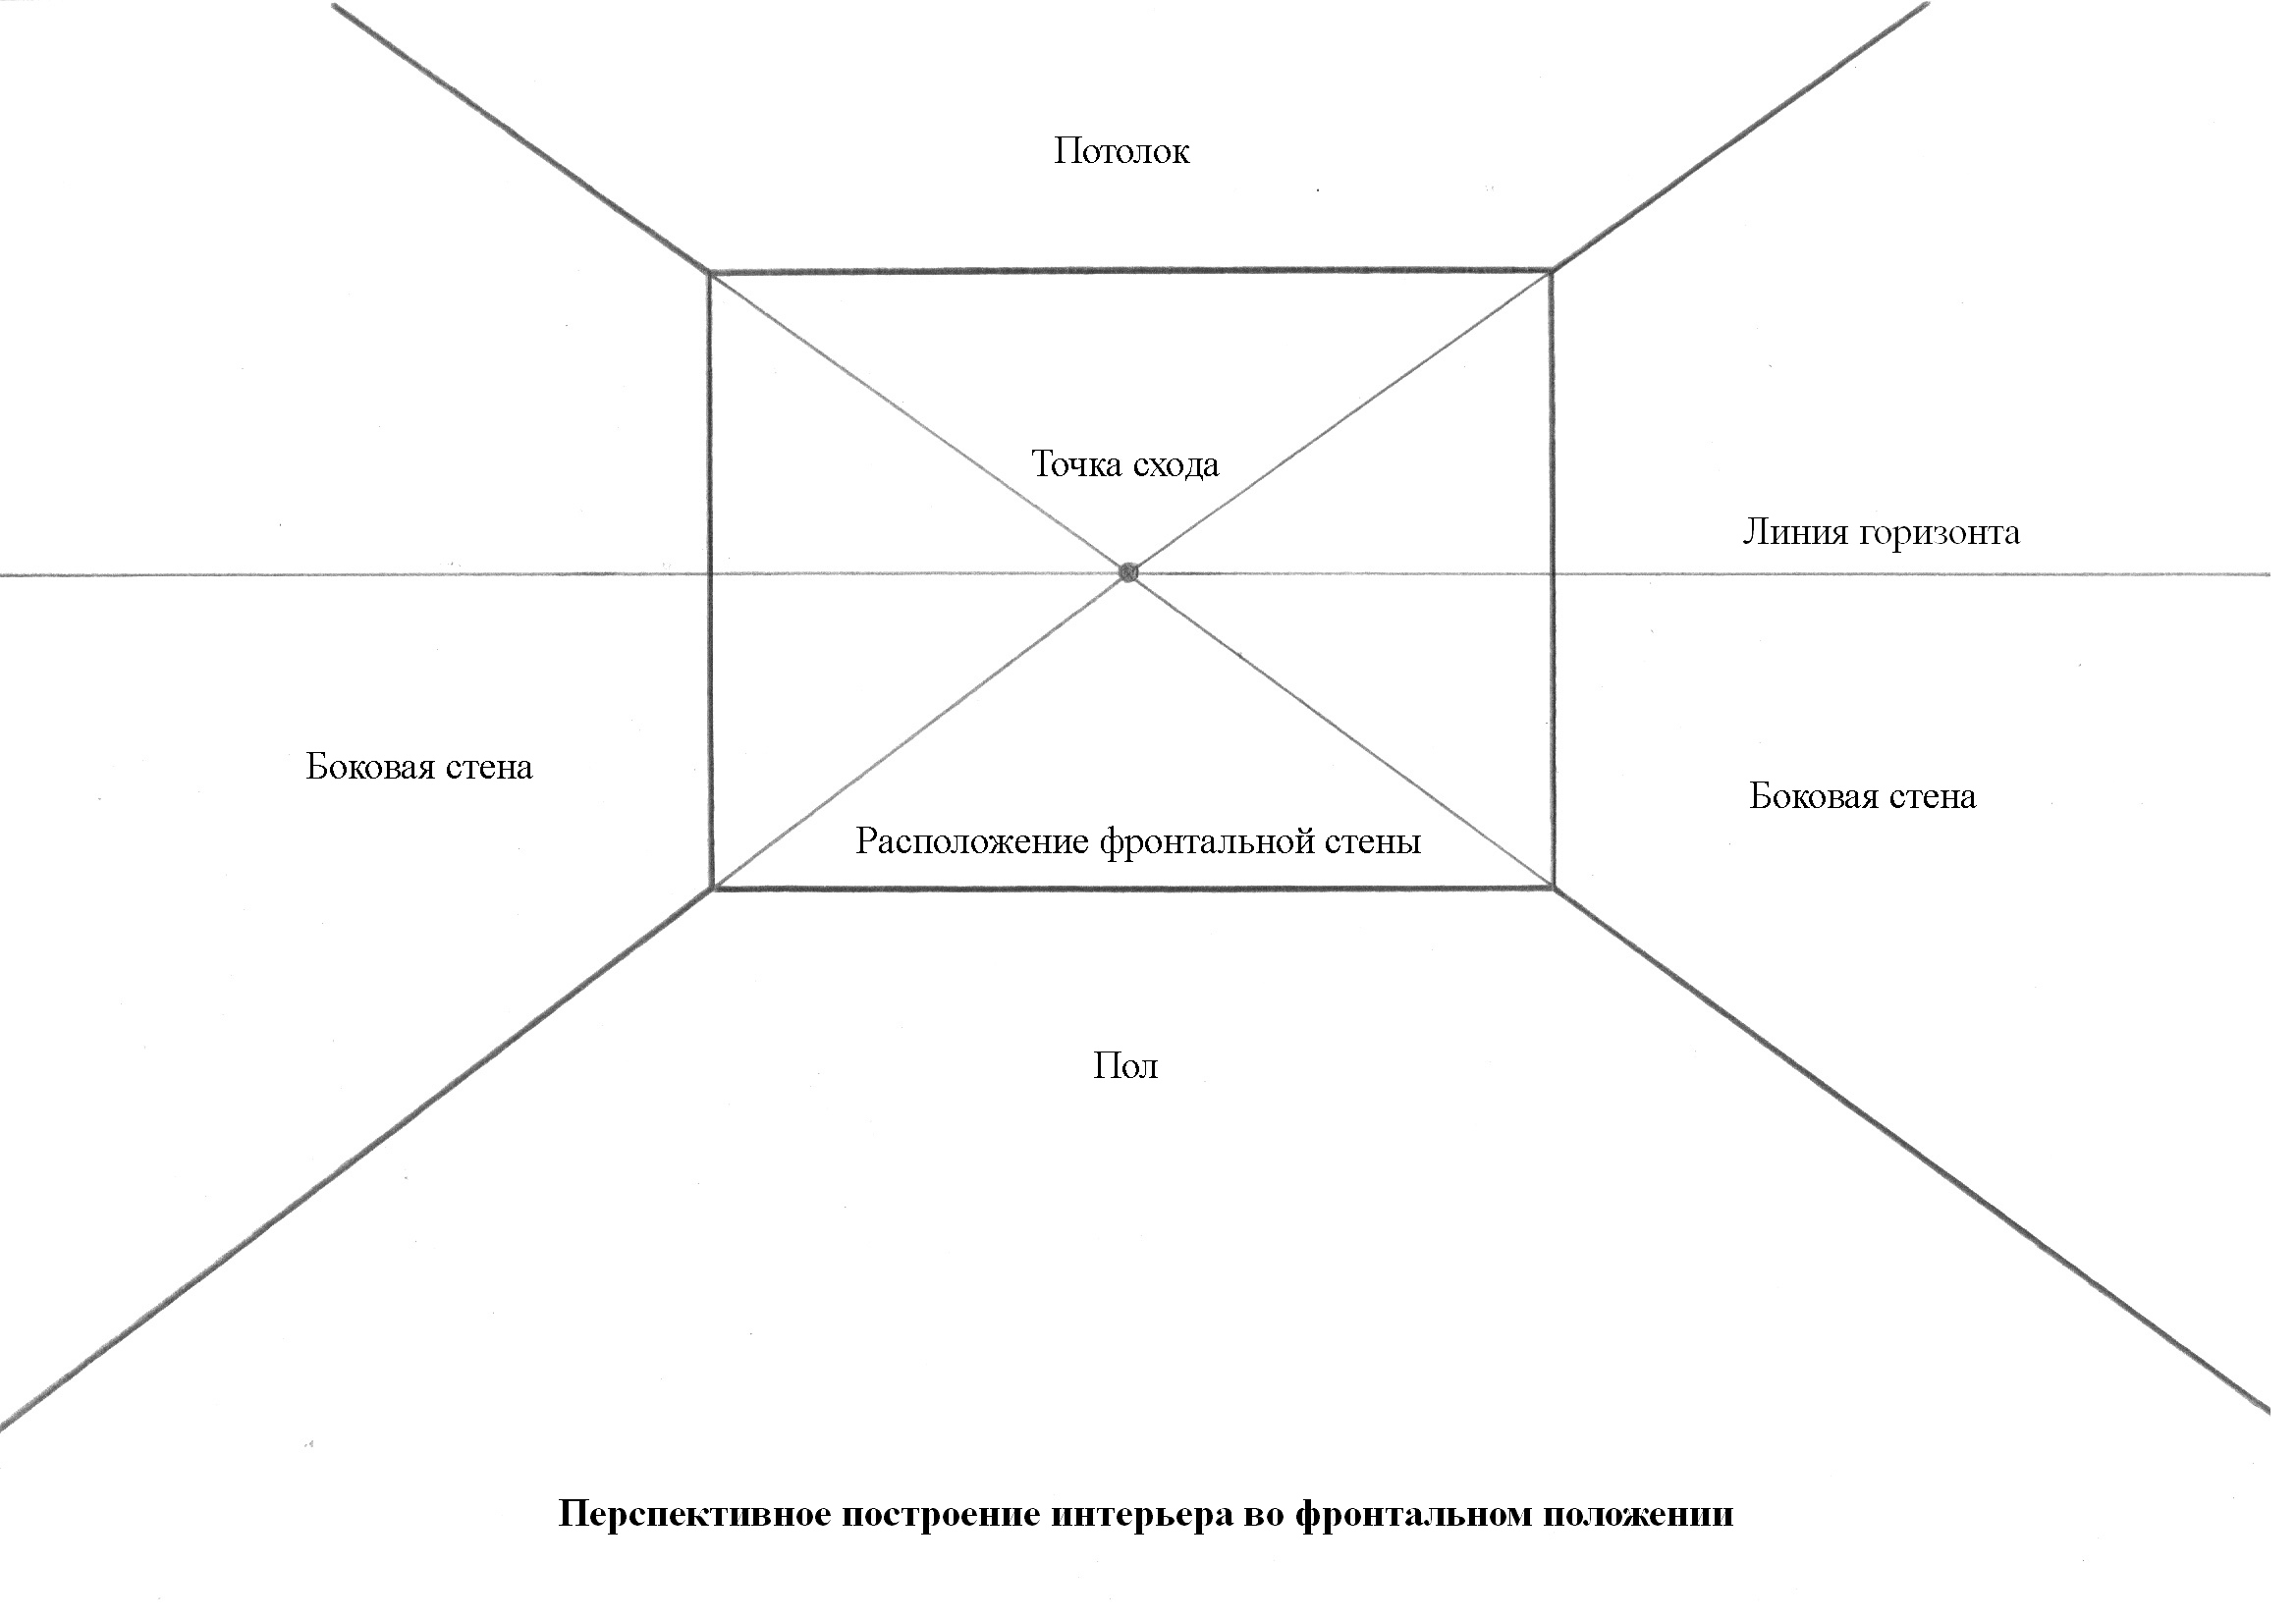 Потолок
Точка схода
Линия горизонта
Боковая стена
Боковая стена
Расположение фронтальной стены
Пол
Перспективное построение интерьера во фронтальном положении